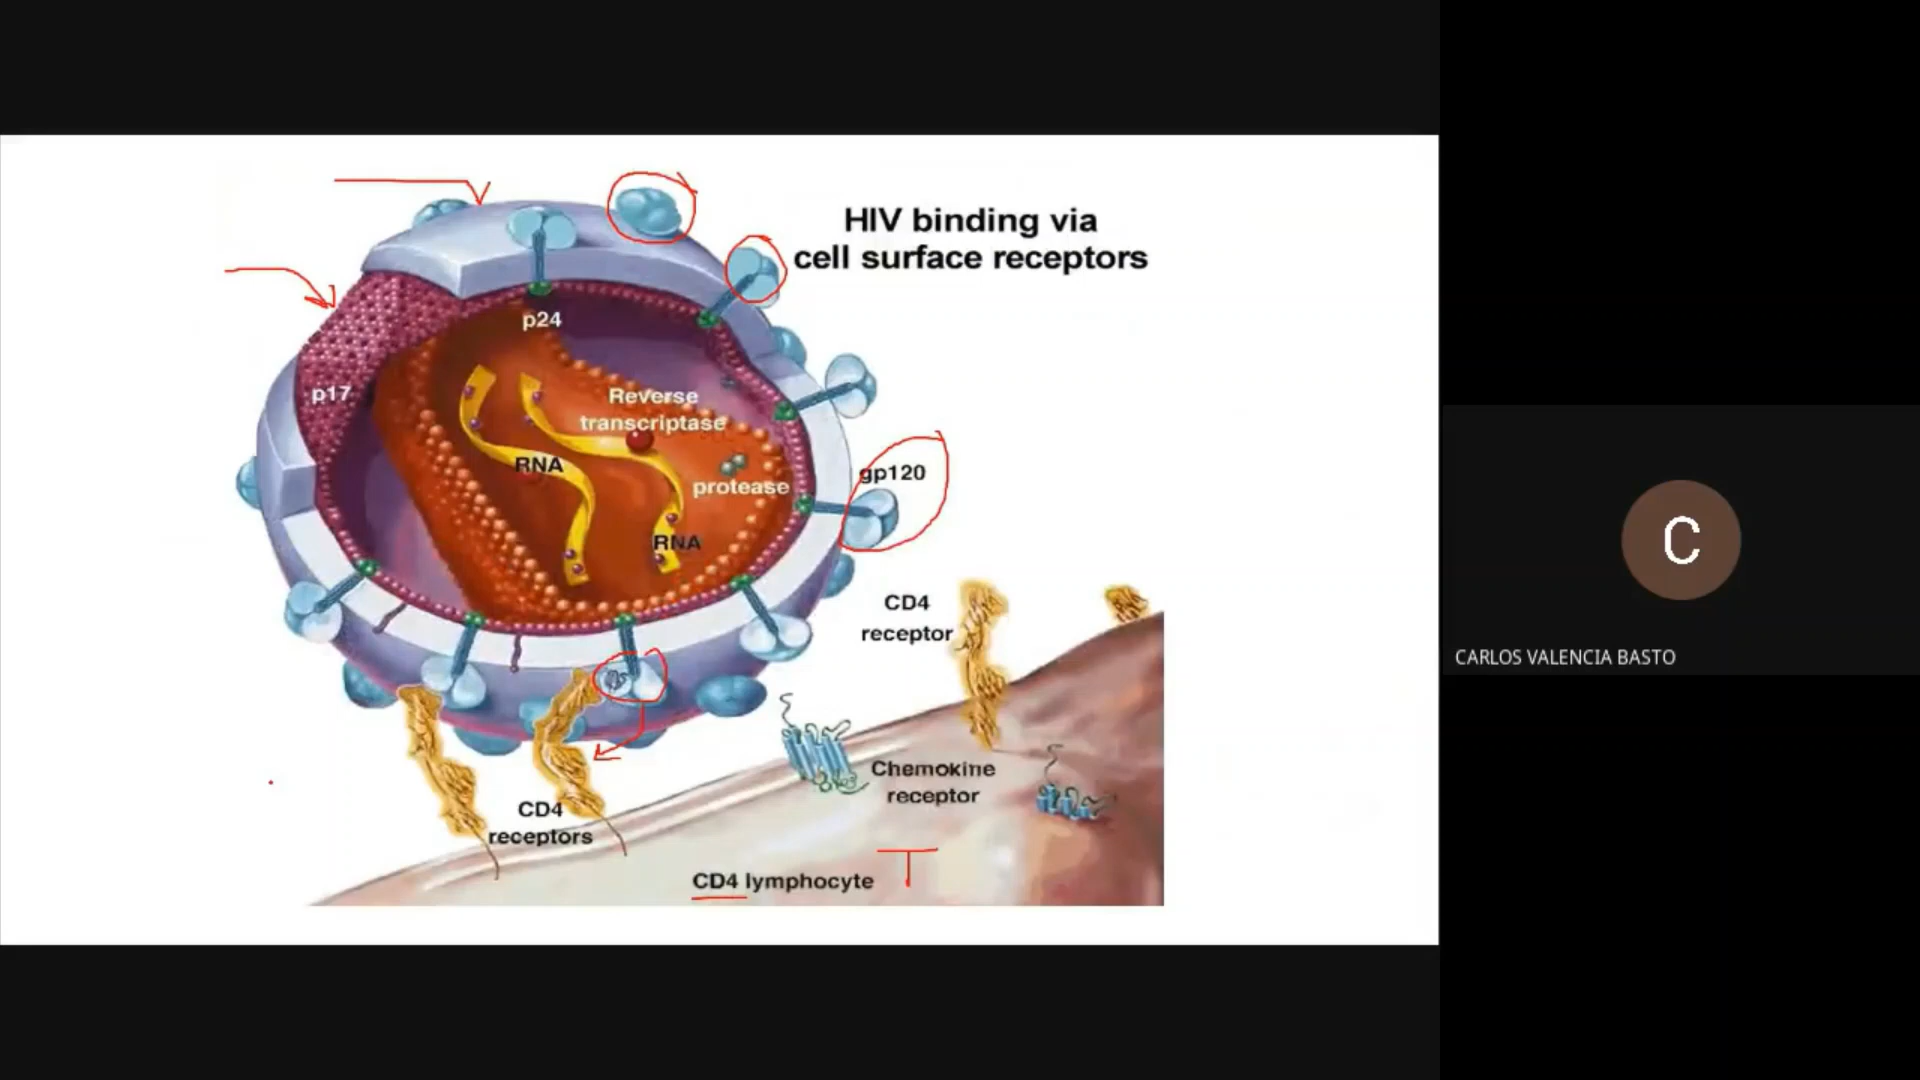 HIV binding via
cell surface receptors
p24
p17
Reverse
transcriptase
RNA
protease
gp120
RNA
CD4
receptor
Chemokine
receptor
CD4
receptors
CD4 lymphocyte T
C
CARLOS VALENCIA BASTO